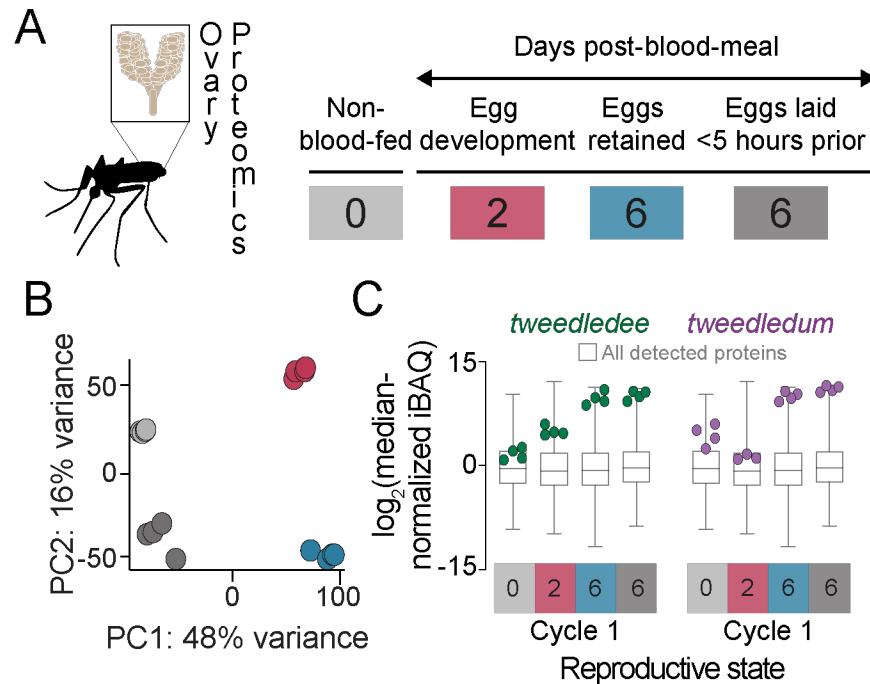 A
Ovary
Proteomics
Days post-blood-meal
Non-
blood-fed
Egg
development
Eggs
retained
Eggs laid
<5 hours prior
0
2
6
6
B
PC2: 16% variance
50
0
-50
0
100
PC1: 48% variance
C
tweedledee
tweedledum
All detected proteins
log2(median-
normalized iBAQ)
15
0
-15
0
2
6
6
0
2
6
6
Cycle 1
Cycle 1
Reproductive state